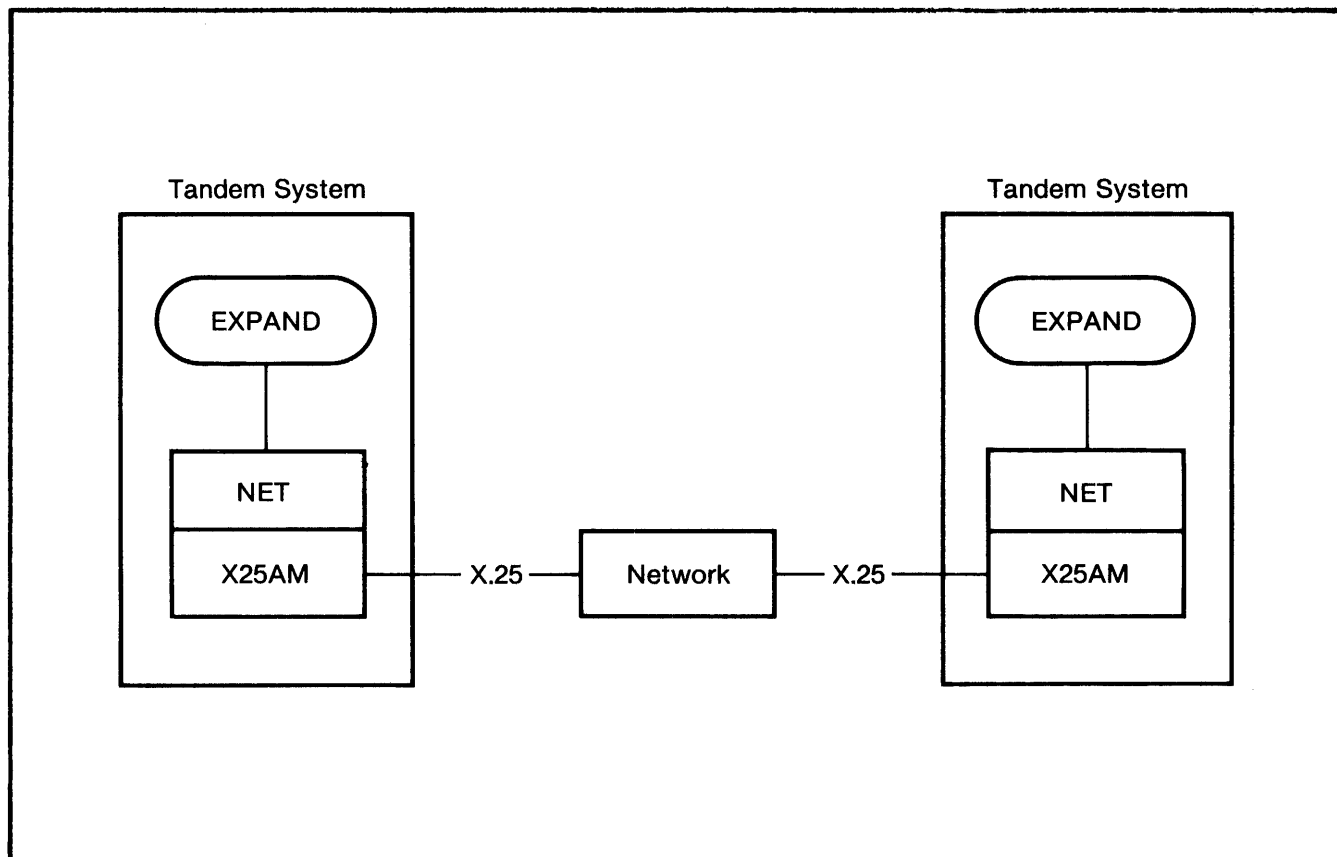 Tandem System
Tandem System
EXPAND
EXPAND
NET
NET
X25AM
X.25
Network
X.25
X25AM